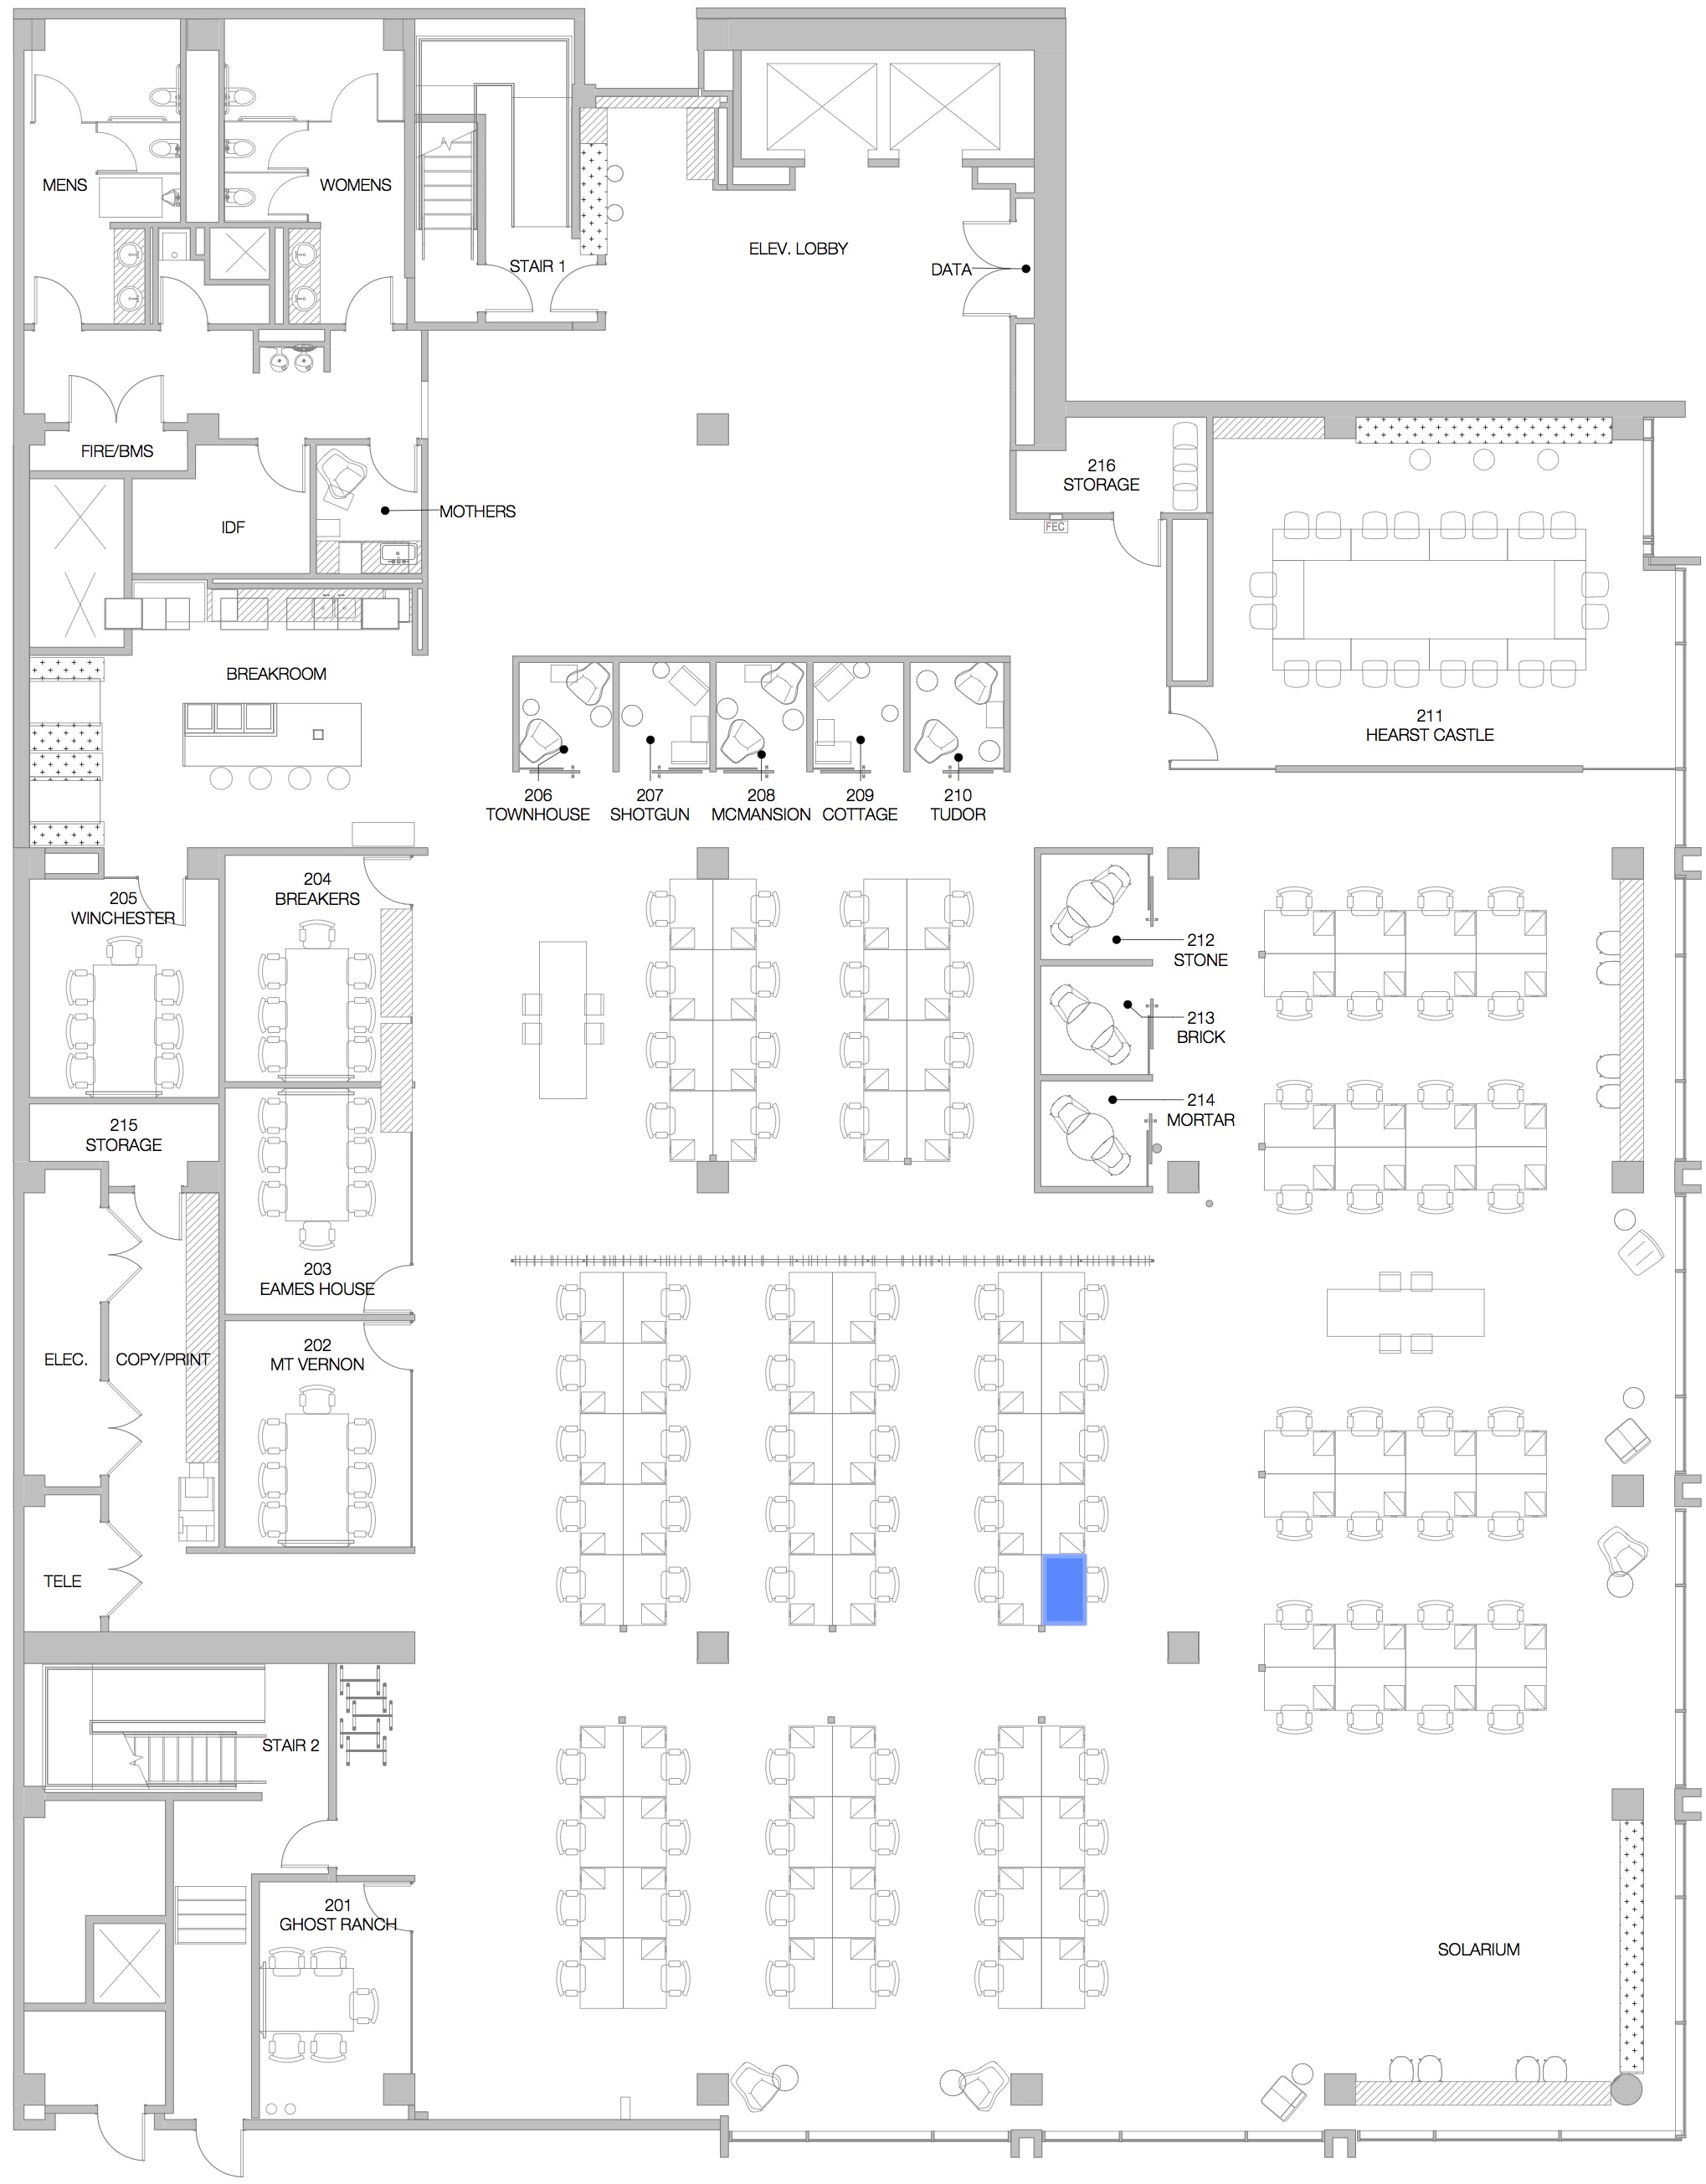 MENS
WOMENS
STAIR 1
ELEV. LOBBY
DATA
FIRE/BMS
IDF
MOTHERS
216
STORAGE
FEC
BREAKROOM
211
HEARST CASTLE
206
TOWNHOUSE
207
SHOTGUN
208
MCMANSION
209
COTTAGE
210
TUDOR
205
WINCHESTER
204
BREAKERS
212
STONE
213
BRICK
214
MORTAR
215
STORAGE
203
EAMES HOUSE
202
MT VERNON
ELEC.
COPY/PRINT
TELE
STAIR 2
201
GHOST RANCH
SOLARIUM